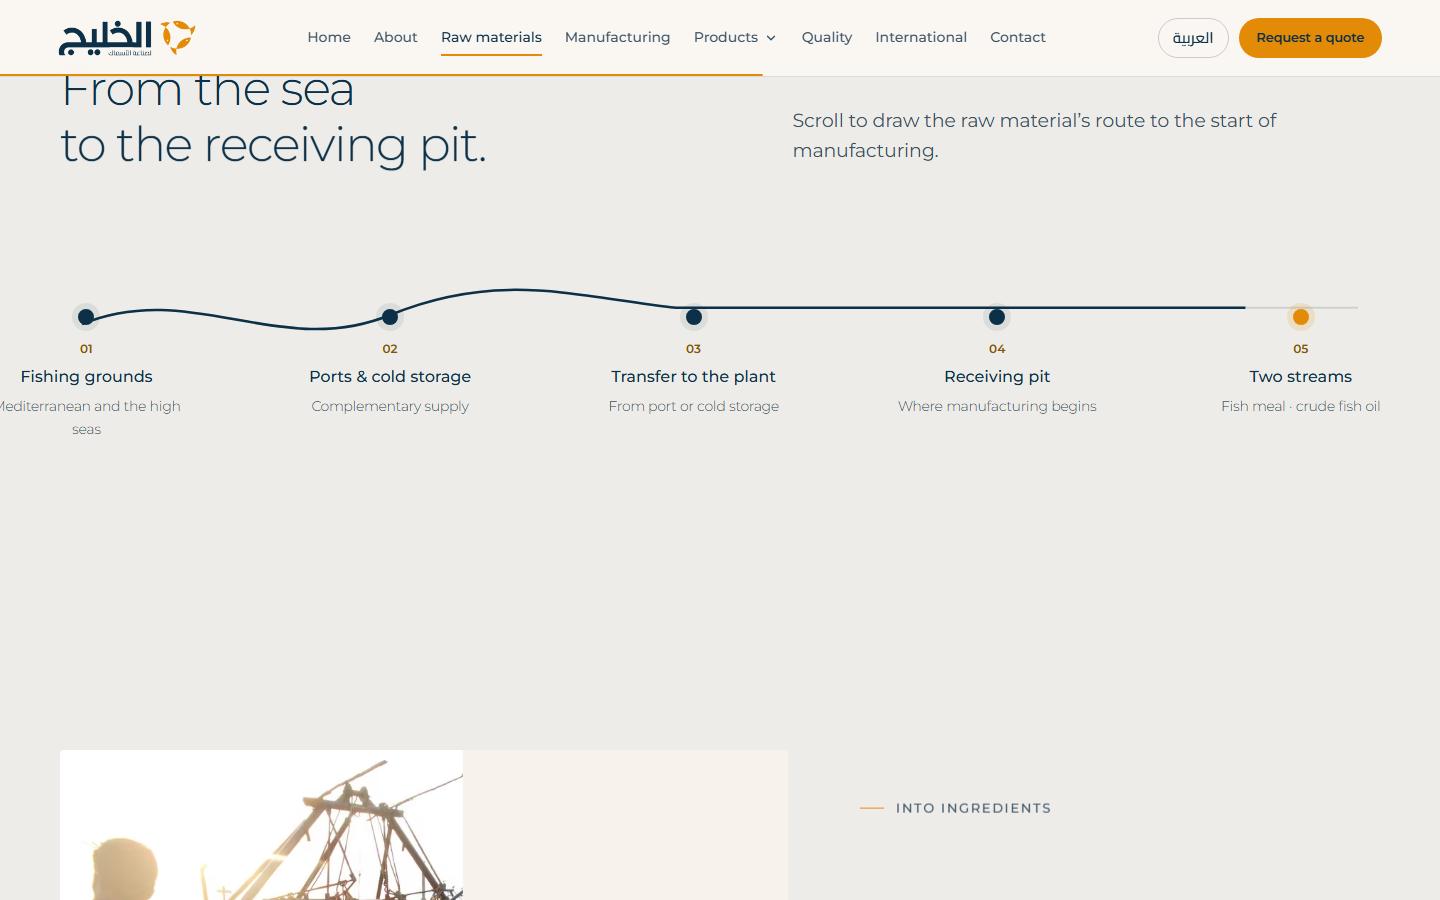 الخليج
لصناعة الأسماك
Home
About
Raw materials
Manufacturing
Products
Quality
International
Contact
العربية
Request a quote
From the sea
to the receiving pit.
Scroll to draw the raw material’s route to the start of
manufacturing.
01
Fishing grounds
Mediterranean and the high
seas
02
Ports & cold storage
Complementary supply
03
Transfer to the plant
From port or cold storage
04
Receiving pit
Where manufacturing begins
05
Two streams
Fish meal · crude fish oil
INTO INGREDIENTS